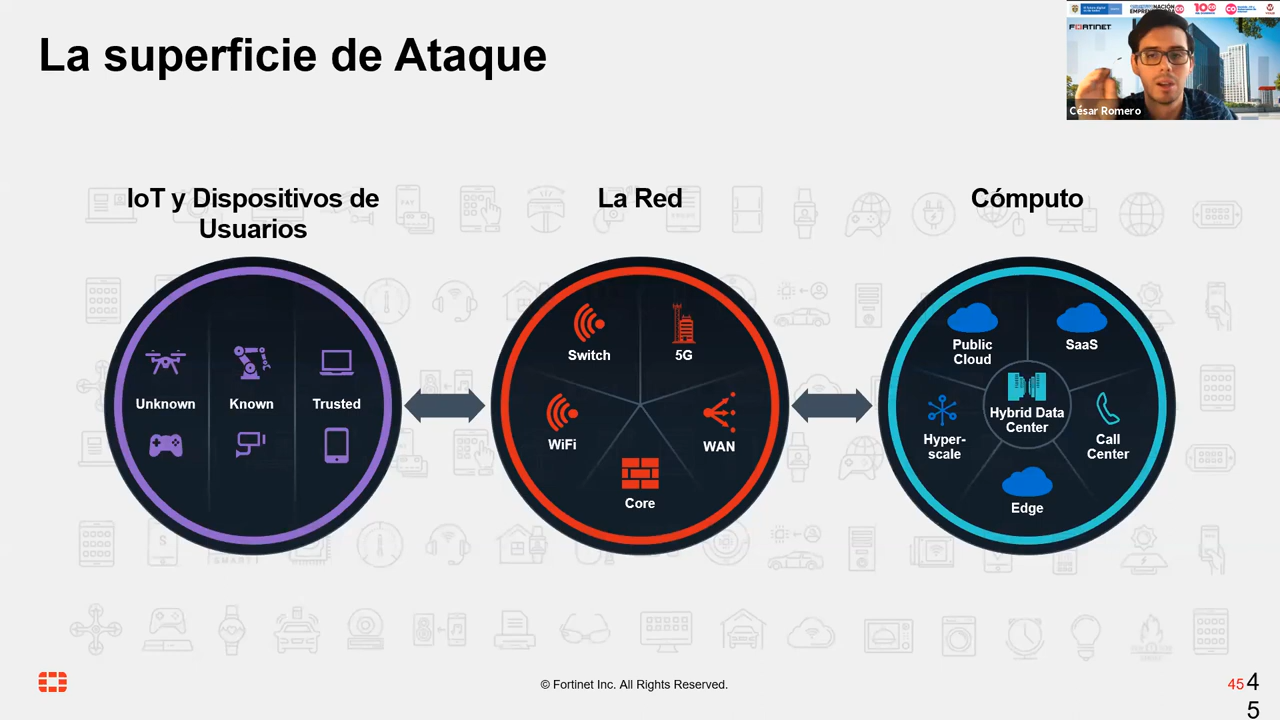 La superficie de Ataque
FORTINET
César Romero
IoT y Dispositivos de
Usuarios
La Red
Cómputo
Unknown
Known
Trusted
Switch
5G
WiFi
WAN
Core
Public
Cloud
SaaS
Hybrid Data
Center
Hyper-
scale
Call
Center
Edge
© Fortinet Inc. All Rights Reserved.
45
4
5